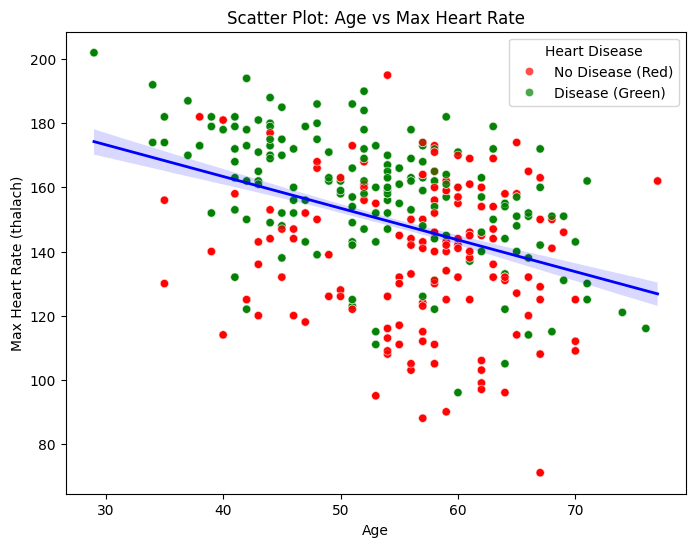 Scatter Plot: Age vs Max Heart Rate
Heart Disease
No Disease (Red)
Disease (Green)
Max Heart Rate (thalach)
200
180
160
140
120
100
80
30
40
50
60
70
Age